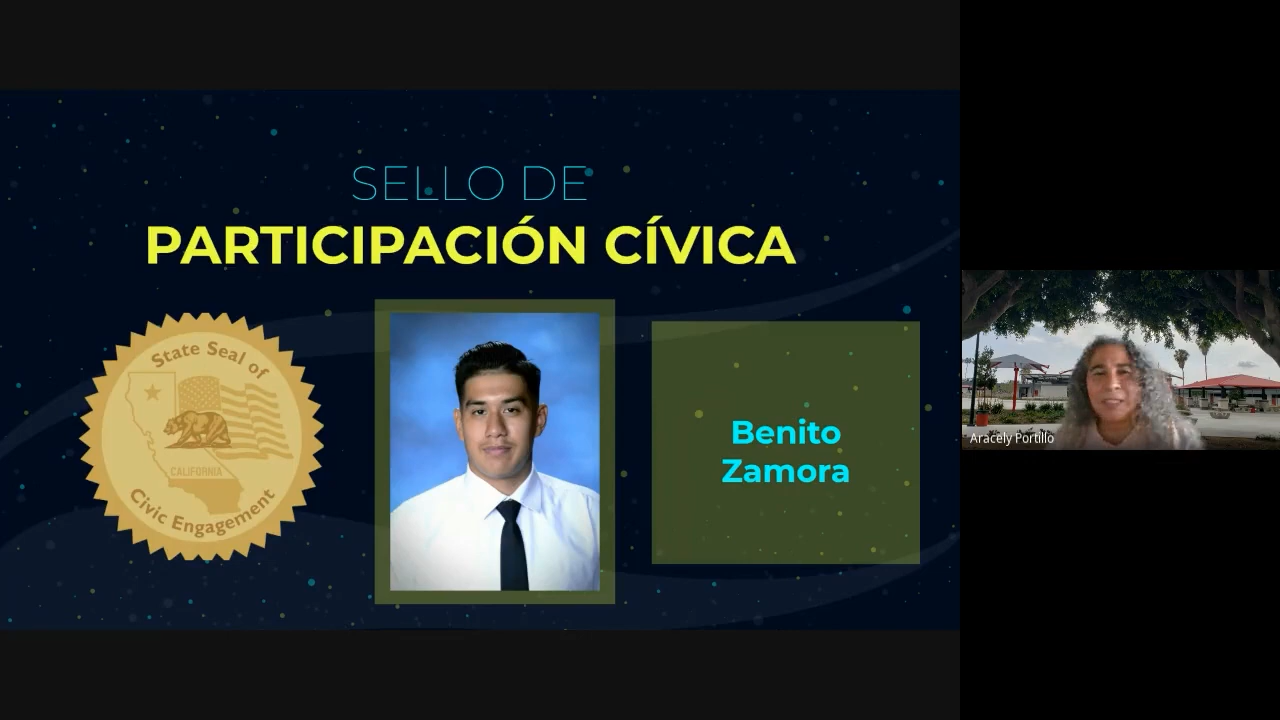 SELLO DE
PARTICIPACIÓN CÍVICA
State Seal of
CALIFORNIA
Civic Engagement
Benito
Zamora
Aracely Portillo